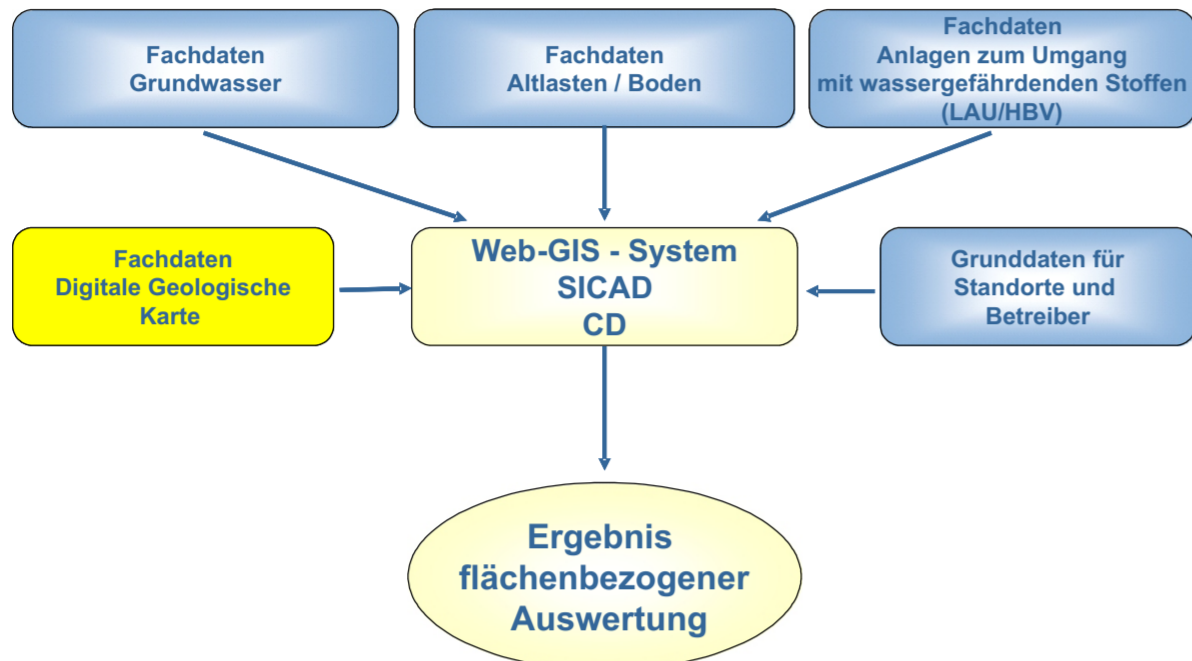 Fachdaten
Grundwasser
Fachdaten
Altlasten / Boden
Fachdaten
Anlagen zum Umgang
mit wassergefährdenden Stoffen
(LAU/HBV)
Fachdaten
Digitale Geologische
Karte
Web-GIS - System
SICAD
CD
Grunddaten für
Standorte und
Betreiber
Ergebnis
flächenbezogener
Auswertung